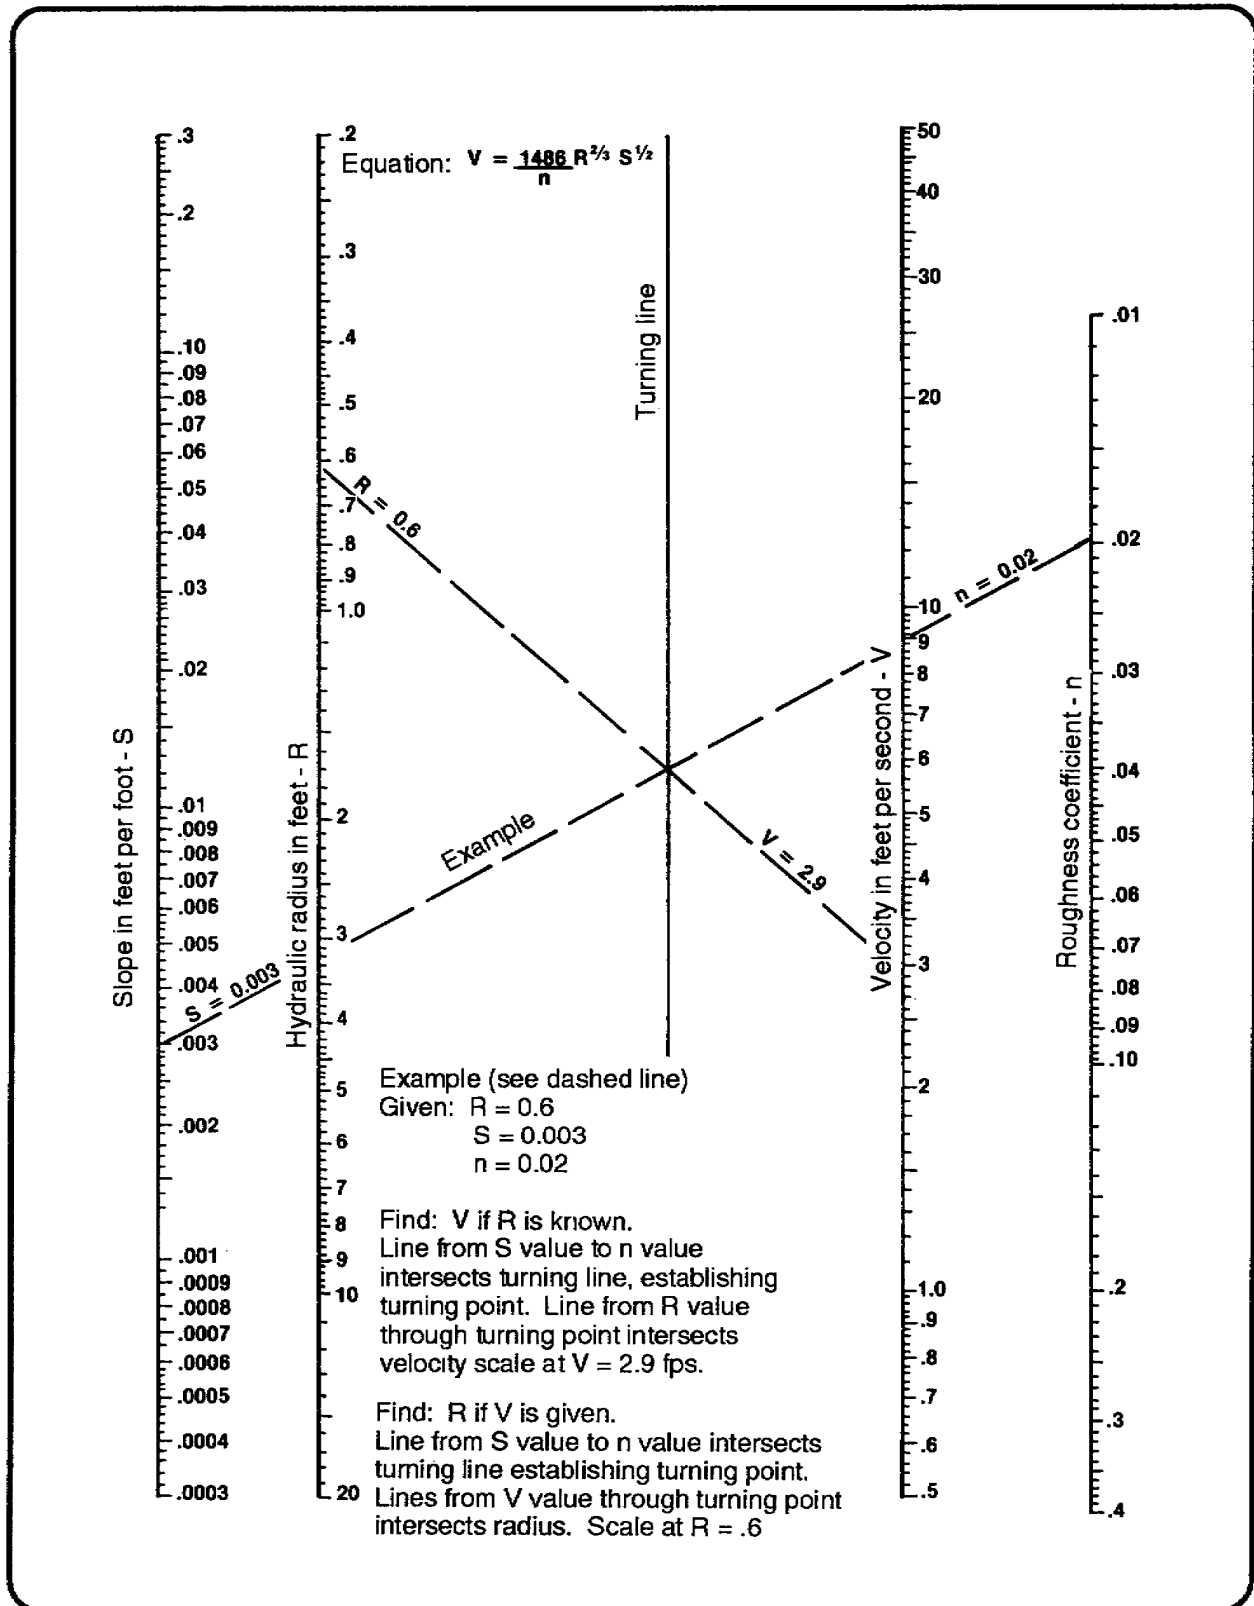 Equation: V = 1486 R⅔ S½
n
Slope in feet per foot - S
.3
.2
.10
.09
.08
.07
.06
.05
.04
.03
.02
.01
.009
.008
.007
.006
.005
.004
.003
.002
.001
.0009
.0008
.0007
.0006
.0005
.0004
.0003
Hydraulic radius in feet - R
.2
.3
.4
.5
.6
.7
.8
.9
1.0
2
3
4
5
6
7
8
9
10
20
Turning line
R = 0.6
Example
S = 0.003
V = 2.9
n = 0.02
Velocity in feet per second - V
50
40
30
20
10
9
8
7
6
5
4
3
2
1.0
.9
.8
.7
.6
.5
Roughness coefficient - n
.01
.02
.03
.04
.05
.06
.07
.08
.09
.10
.2
.3
.4
Example (see dashed line)
Given: R = 0.6
S = 0.003
n = 0.02
Find: V if R is known.
Line from S value to n value
intersects turning line, establishing
turning point. Line from R value
through turning point intersects
velocity scale at V = 2.9 fps.
Find: R if V is given.
Line from S value to n value intersects
turning line establishing turning point.
Lines from V value through turning point
intersects radius. Scale at R = .6